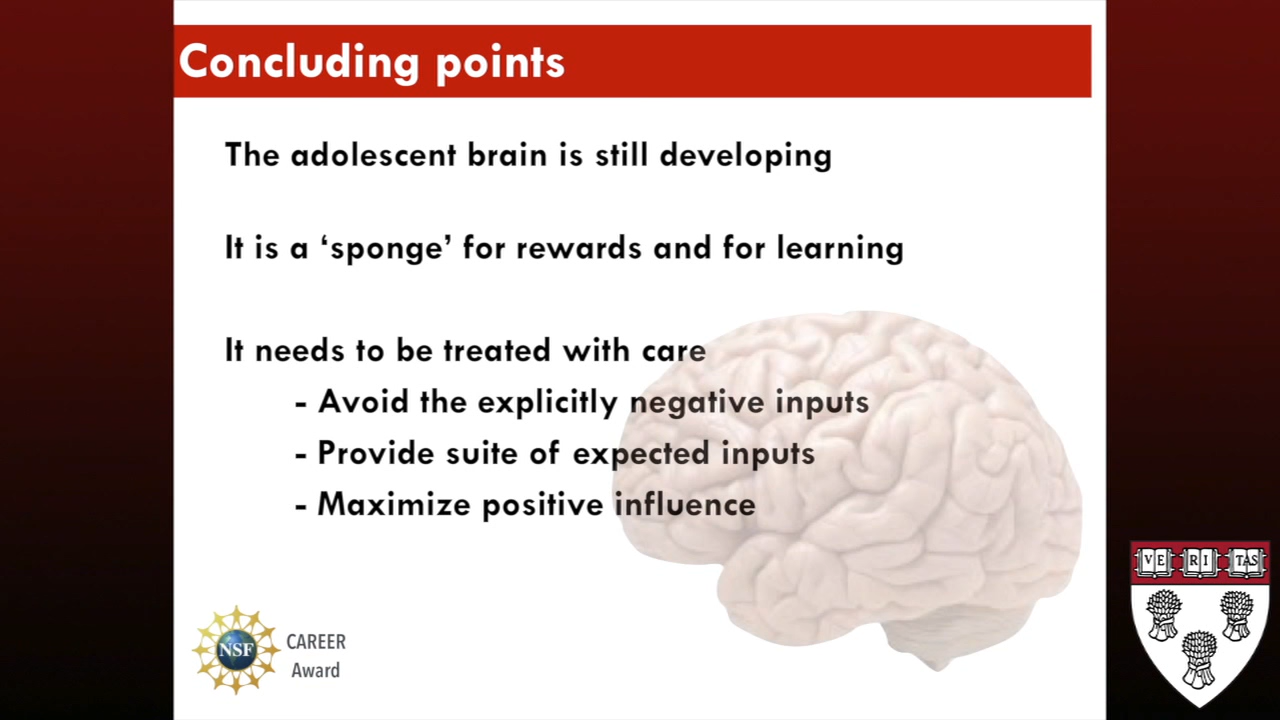 Concluding points
The adolescent brain is still developing
It is a ‘sponge’ for rewards and for learning
It needs to be treated with care
- Avoid the explicitly negative inputs
- Provide suite of expected inputs
- Maximize positive influence
NSF
CAREER
Award
VE RI TAS